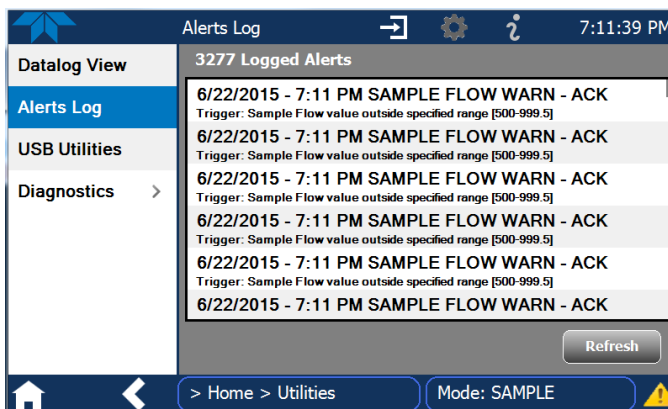 Alerts Log
7:11:39 PM
Datalog View
Alerts Log
USB Utilities
Diagnostics >
3277 Logged Alerts
6/22/2015 - 7:11 PM SAMPLE FLOW WARN - ACK
Trigger: Sample Flow value outside specified range [500-999.5]
6/22/2015 - 7:11 PM SAMPLE FLOW WARN - ACK
Trigger: Sample Flow value outside specified range [500-999.5]
6/22/2015 - 7:11 PM SAMPLE FLOW WARN - ACK
Trigger: Sample Flow value outside specified range [500-999.5]
6/22/2015 - 7:11 PM SAMPLE FLOW WARN - ACK
Trigger: Sample Flow value outside specified range [500-999.5]
6/22/2015 - 7:11 PM SAMPLE FLOW WARN - ACK
Trigger: Sample Flow value outside specified range [500-999.5]
6/22/2015 - 7:11 PM SAMPLE FLOW WARN - ACK
Refresh
> Home > Utilities
Mode: SAMPLE